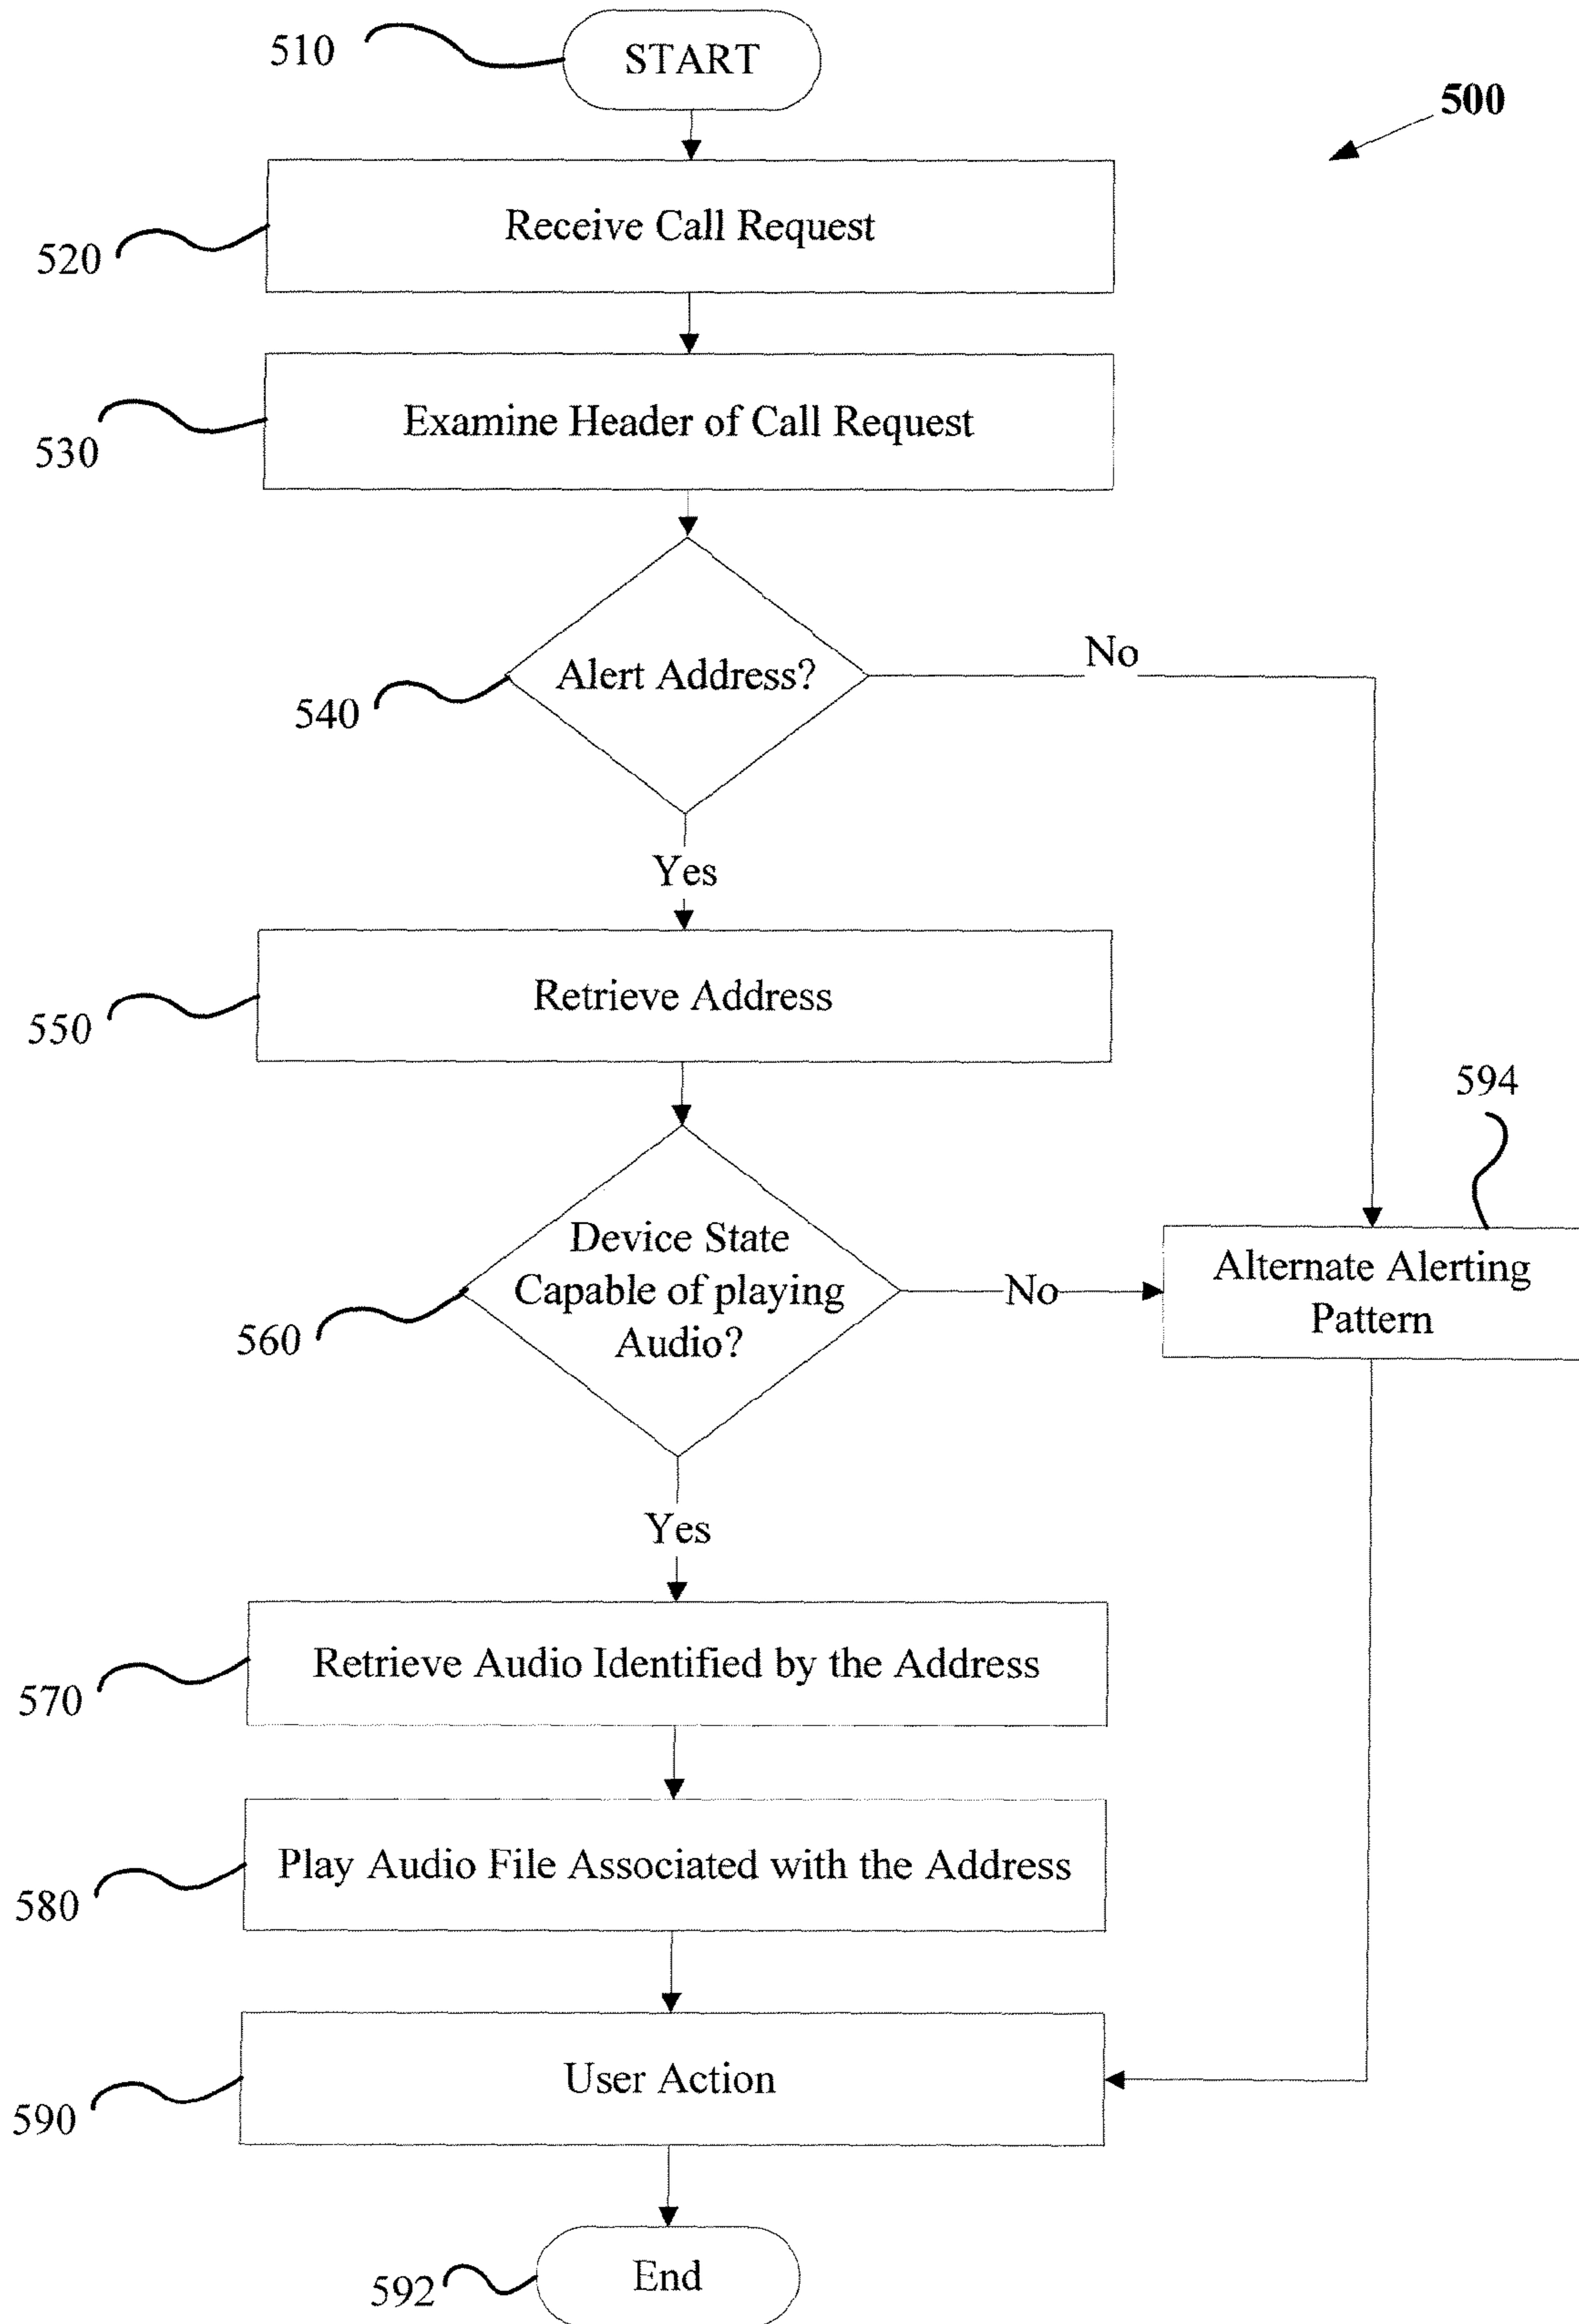 510
START
500
Receive Call Request
520
Examine Header of Call Request
530
No
Alert Address?
540
Yes
Retrieve Address
550
594
Device State
Capable of playing
Audio?
No
Alternate Alerting
Pattern
560
Yes
Retrieve Audio Identified by the Address
570
Play Audio File Associated with the Address
580
User Action
590
End
592